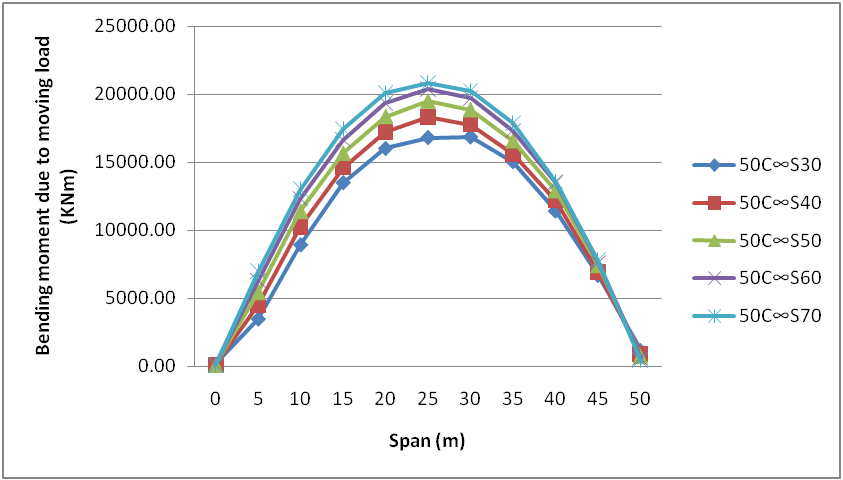 25000.00
20000.00
15000.00
10000.00
5000.00
0.00
Bending moment due to moving load
(KNm)
0 5 10 15 20 25 30 35 40 45 50
Span (m)
50C∞S30
50C∞S40
50C∞S50
50C∞S60
50C∞S70